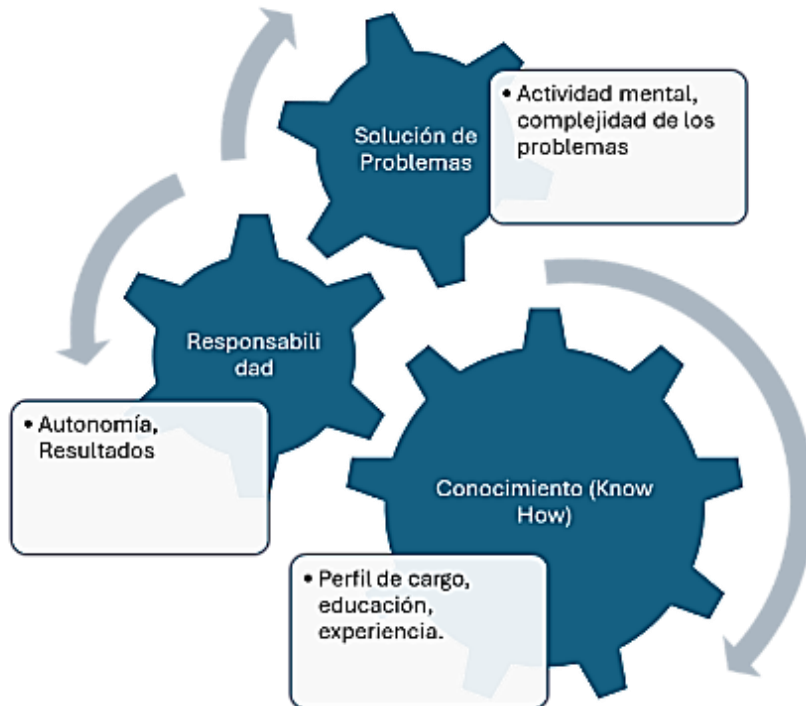 Solución de
Problemas
• Actividad mental,
complejidad de los
problemas
Responsabili
dad
• Autonomía,
Resultados
Conocimiento (Know
How)
• Perfil de cargo,
educación,
experiencia.